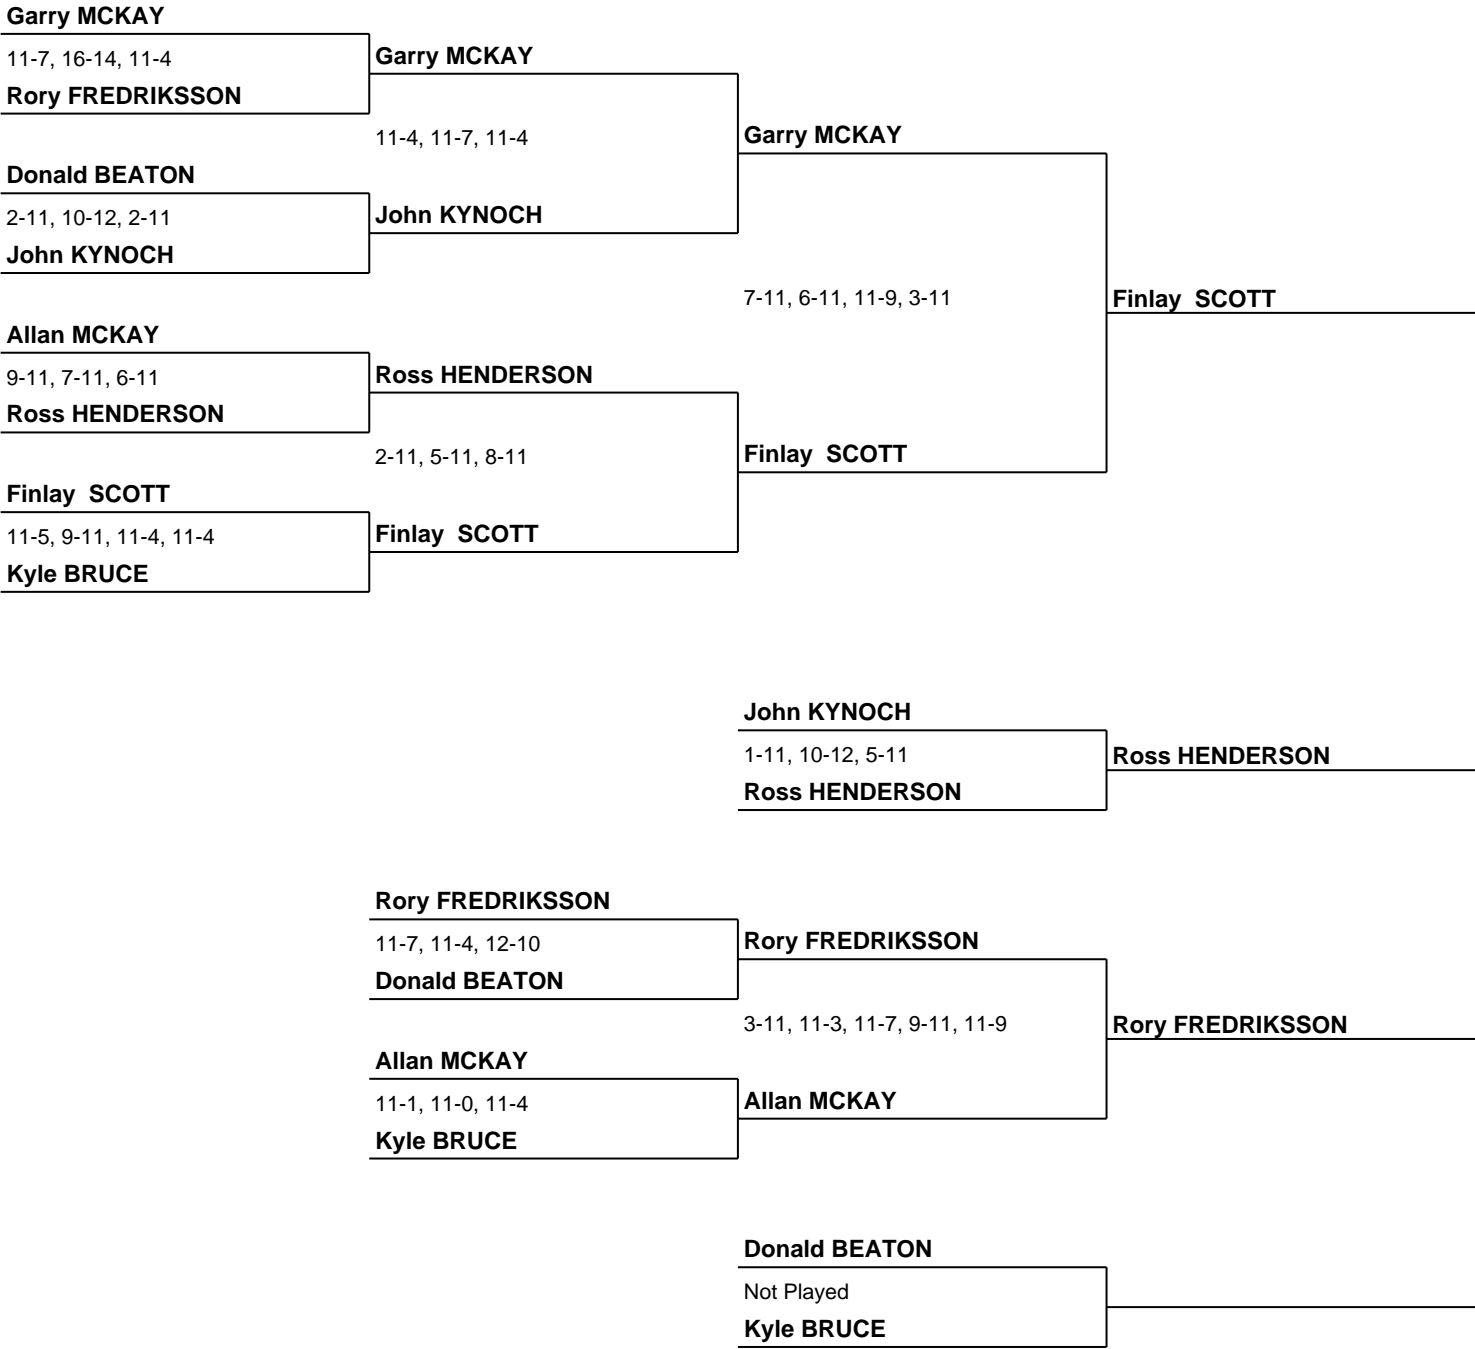 Garry MCKAY
11-7, 16-14, 11-4
Rory FREDRIKSSON
Garry MCKAY
11-4, 11-7, 11-4
Donald BEATON
2-11, 10-12, 2-11
John KYNOCH
John KYNOCH
Garry MCKAY
7-11, 6-11, 11-9, 3-11
Finlay  SCOTT
Allan MCKAY
9-11, 7-11, 6-11
Ross HENDERSON
Ross HENDERSON
2-11, 5-11, 8-11
Finlay  SCOTT
11-5, 9-11, 11-4, 11-4
Kyle BRUCE
Finlay  SCOTT
Finlay  SCOTT
John KYNOCH
1-11, 10-12, 5-11
Ross HENDERSON
Ross HENDERSON
Rory FREDRIKSSON
11-7, 11-4, 12-10
Donald BEATON
Rory FREDRIKSSON
3-11, 11-3, 11-7, 9-11, 11-9
Rory FREDRIKSSON
Allan MCKAY
11-1, 11-0, 11-4
Kyle BRUCE
Allan MCKAY
Donald BEATON
Not Played
Kyle BRUCE